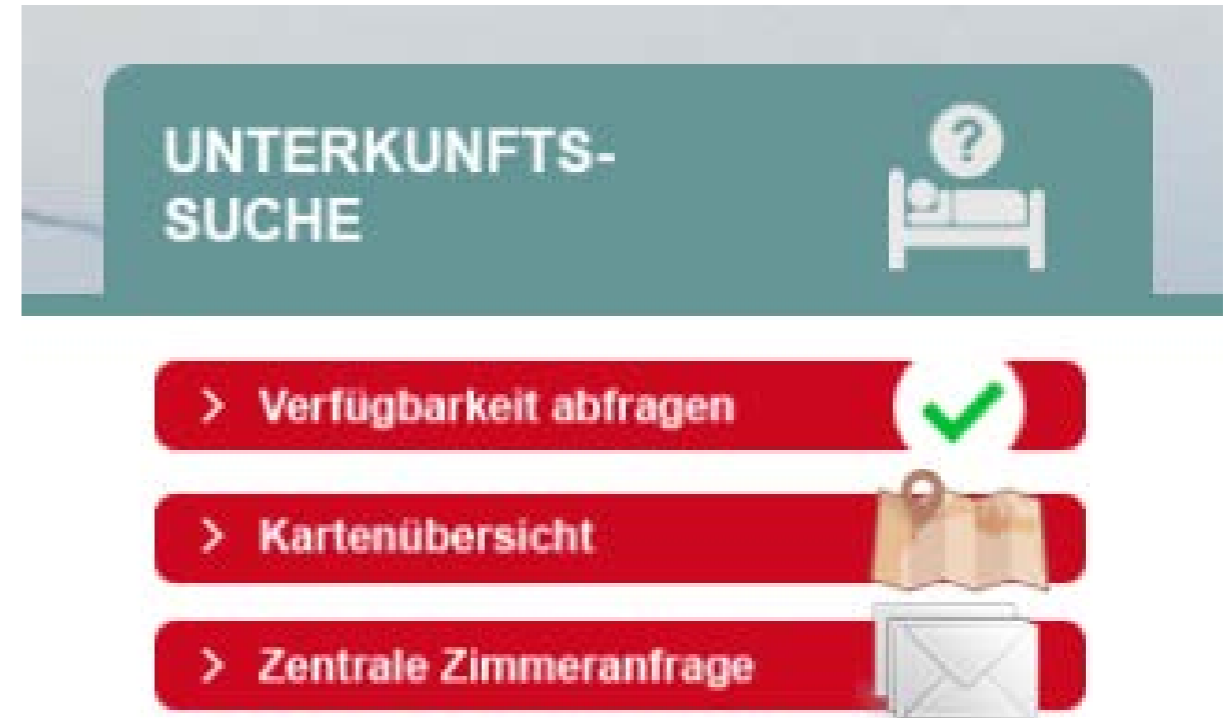 UNTERKUNFTS-
SUCHE
Verfügbarkeit abfragen
Kartenübersicht
Zentrale Zimmeranfrage